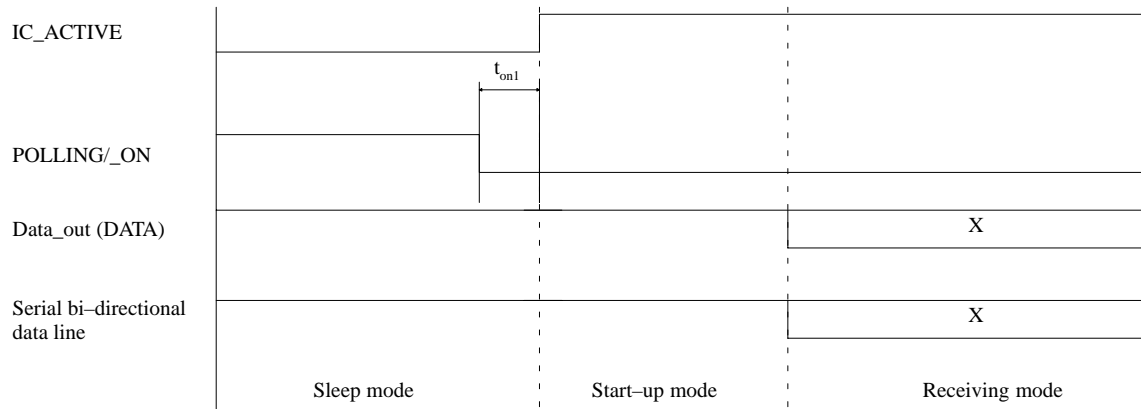 IC_ACTIVE
t_on1
POLLING/_ON
Data_out (DATA)
X
Serial bi–directional
data line
X
Sleep mode
Start–up mode
Receiving mode